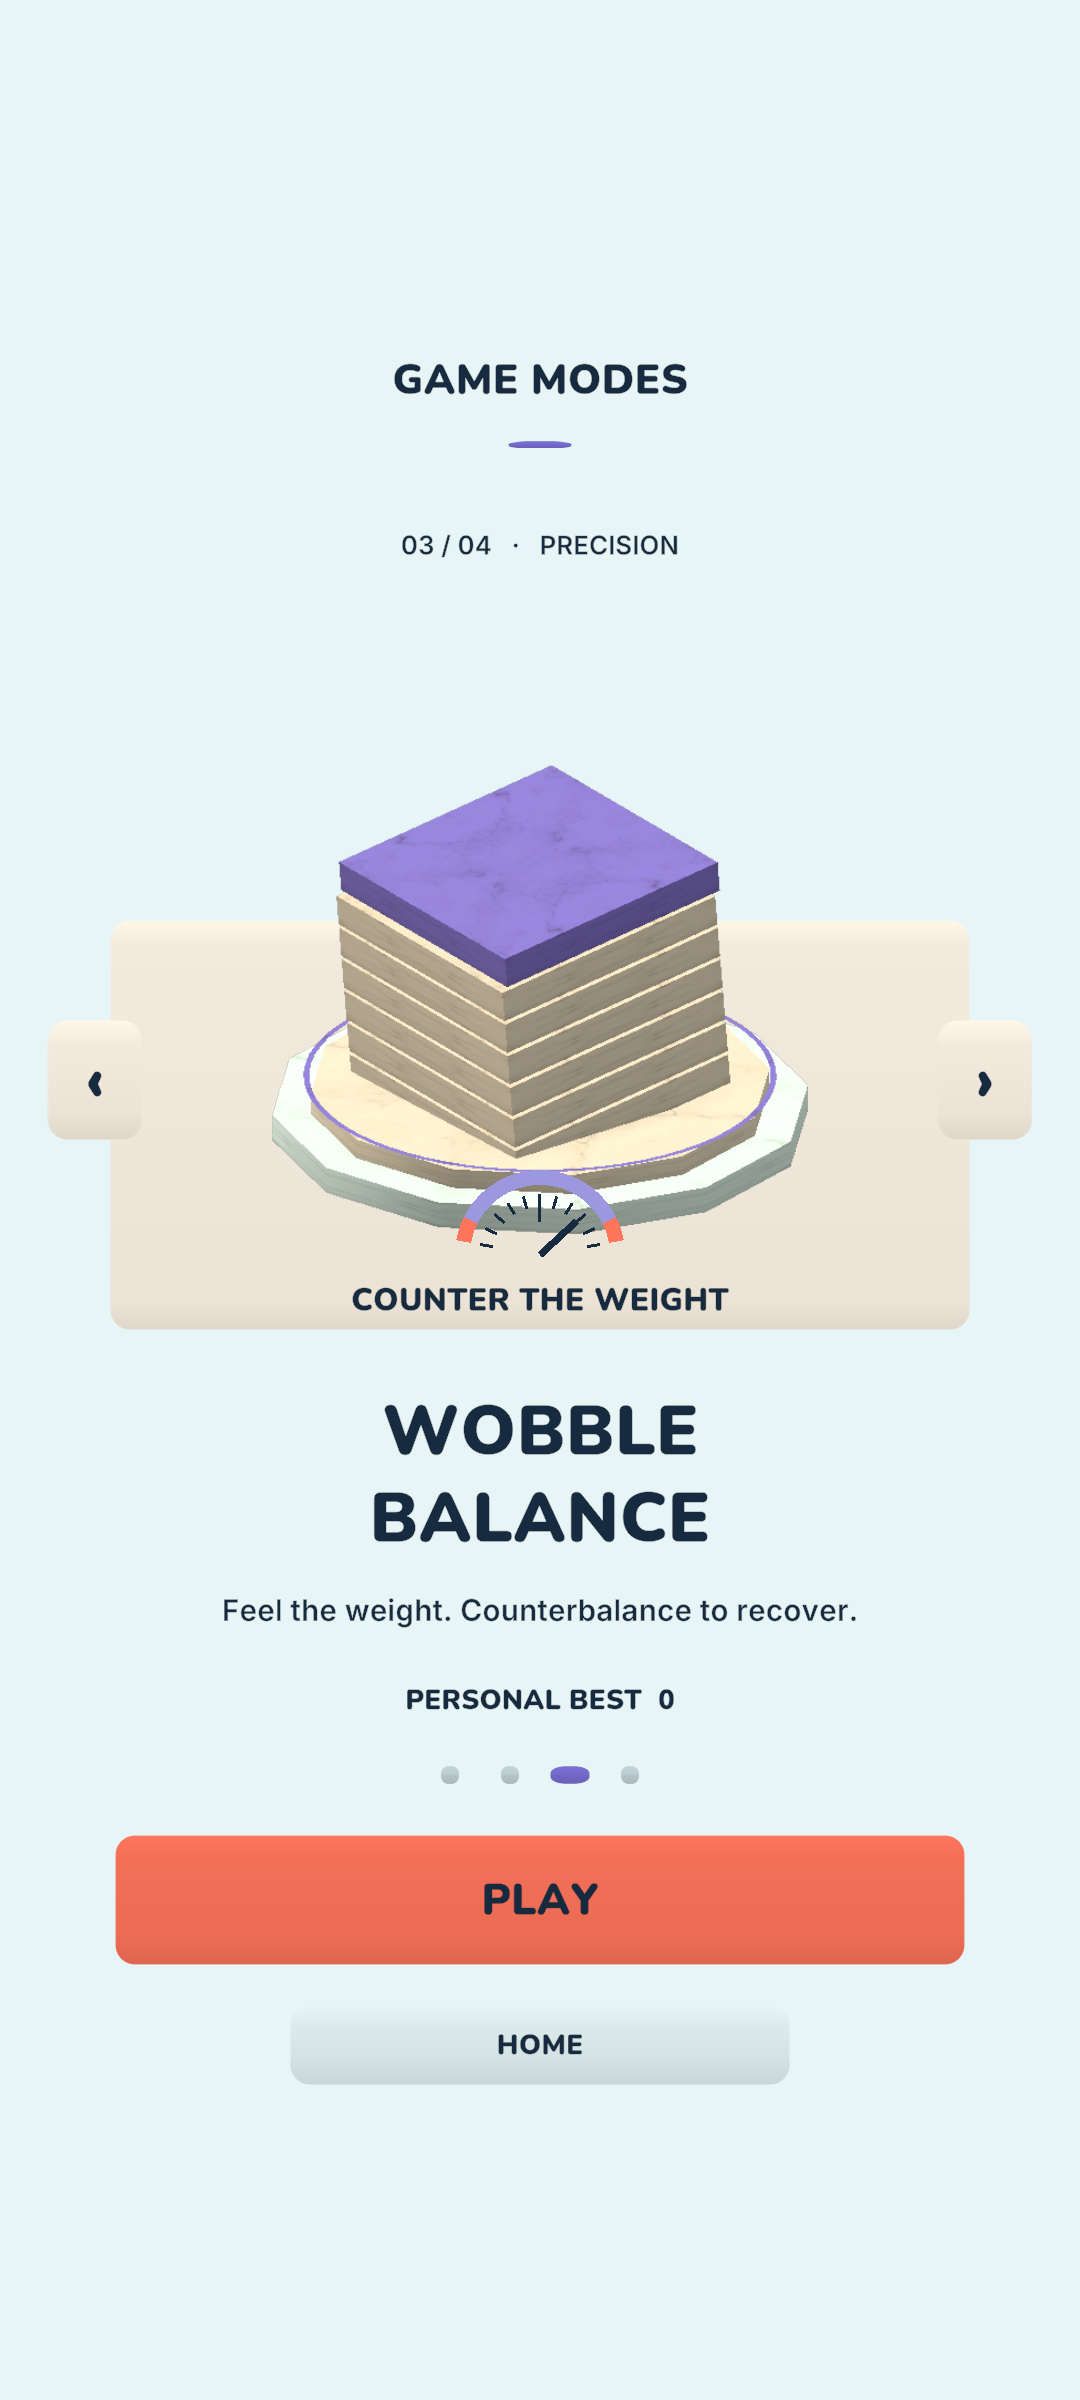 GAME MODES
03 / 04 · PRECISION
‹ ›
COUNTER THE WEIGHT
WOBBLE
BALANCE
Feel the weight. Counterbalance to recover.
PERSONAL BEST 0
PLAY
HOME